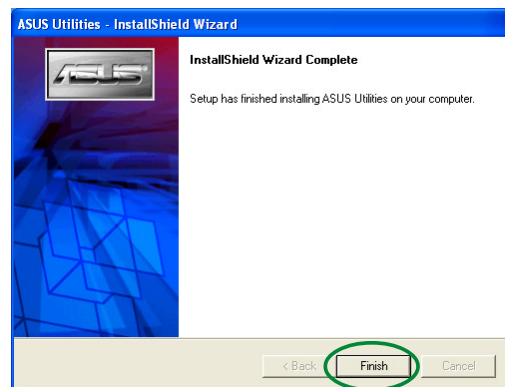 ASUS Utilities - InstallShield Wizard
ASUS
InstallShield Wizard Complete
Setup has finished installing ASUS Utilities on your computer.
< Back
Finish
Cancel